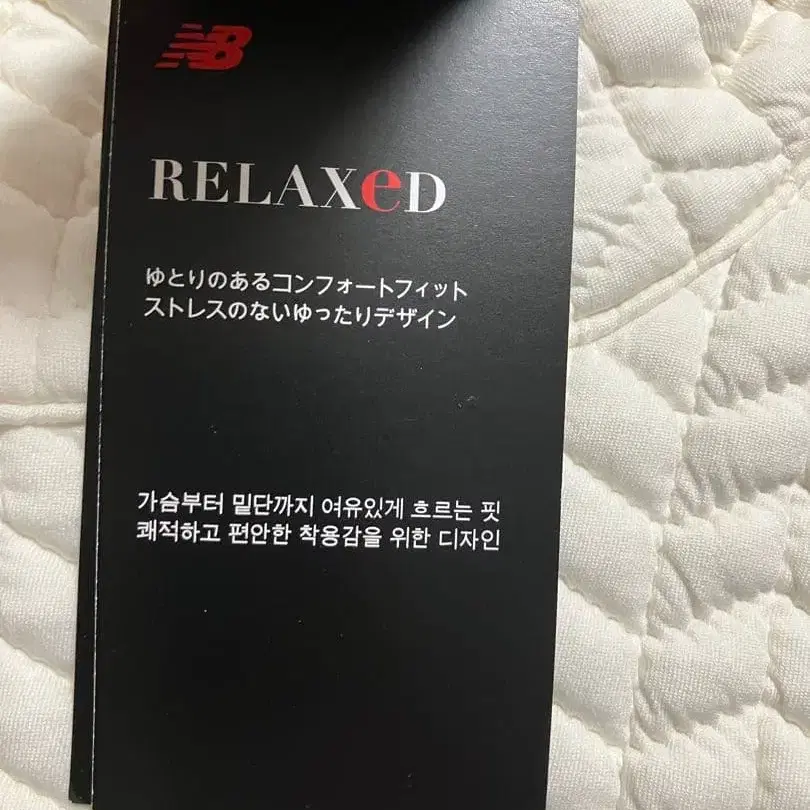 NB
RELAXeD
ゆとりのあるコンフォートフィット
ストレスのないゆったりデザイン
가슴부터 밑단까지 여유있게 흐르는 핏
쾌적하고 편안한 착용감을 위한 디자인